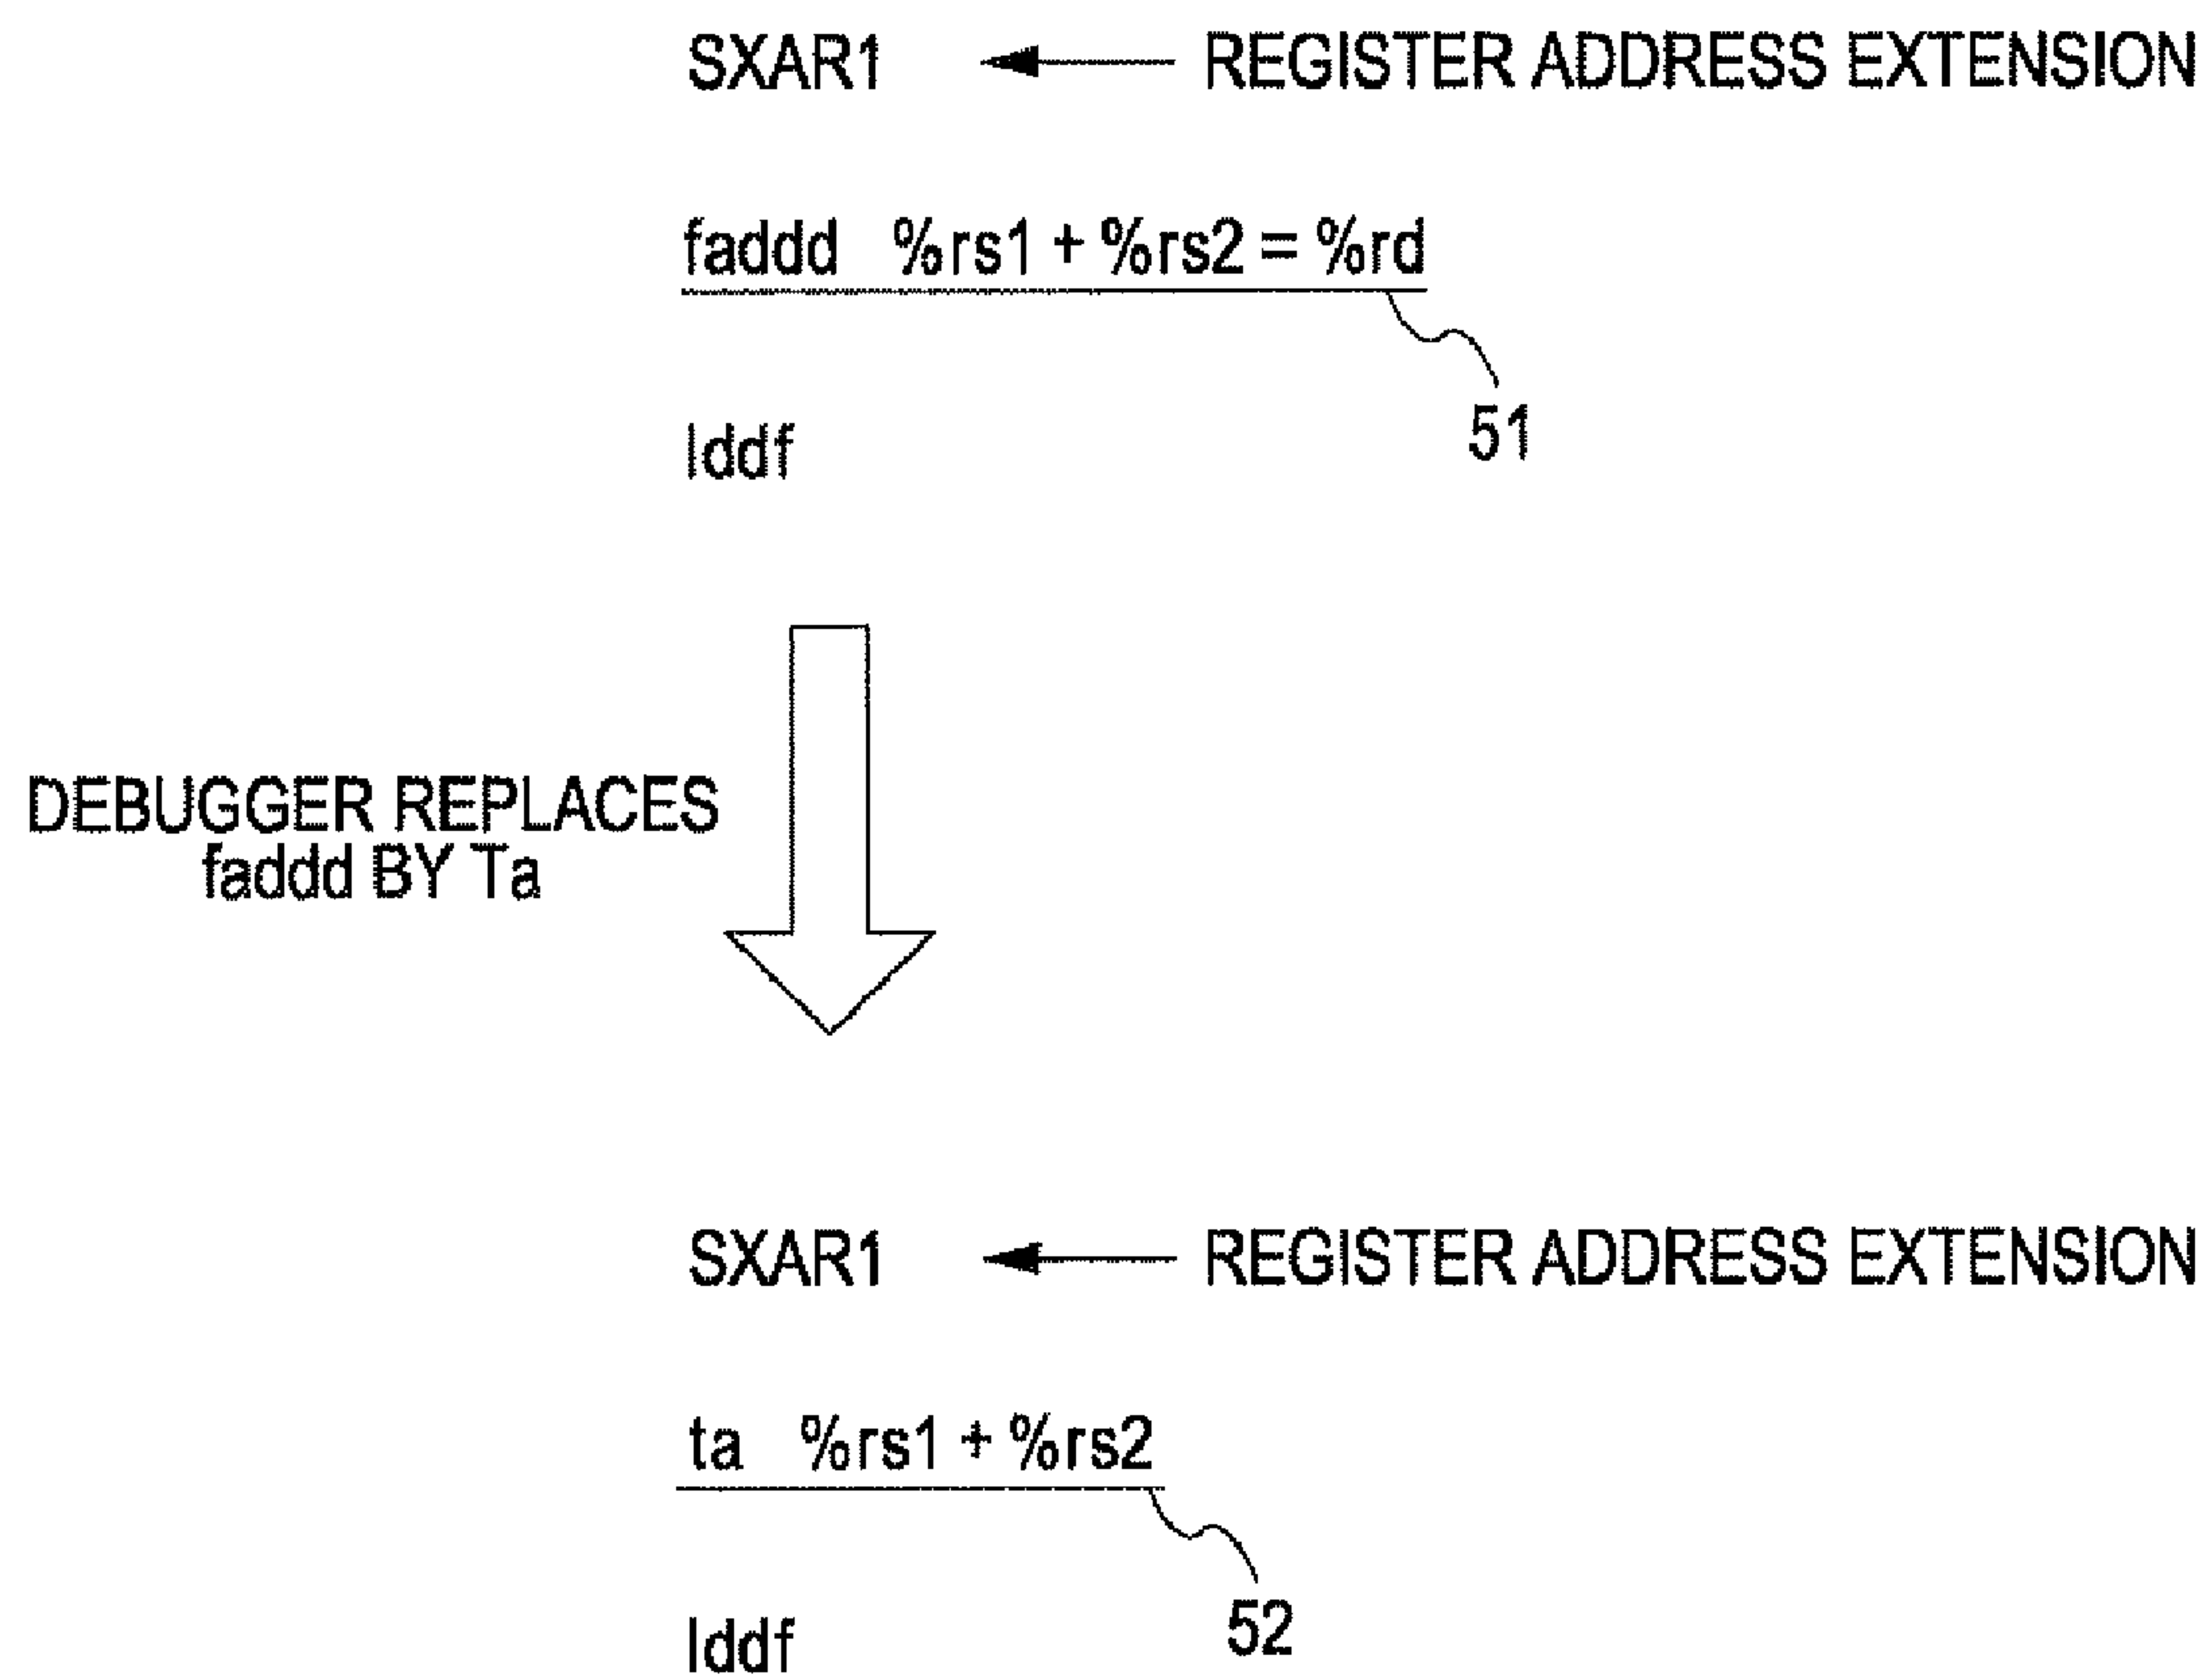 SXAR1 REGISTER ADDRESS EXTENSION
faddd %rs1 + %rs2 = %rd
51
lddf
DEBUGGER REPLACES
faddd BY Ta
SXAR1 REGISTER ADDRESS EXTENSION
ta %rs1 + %rs2
52
lddf